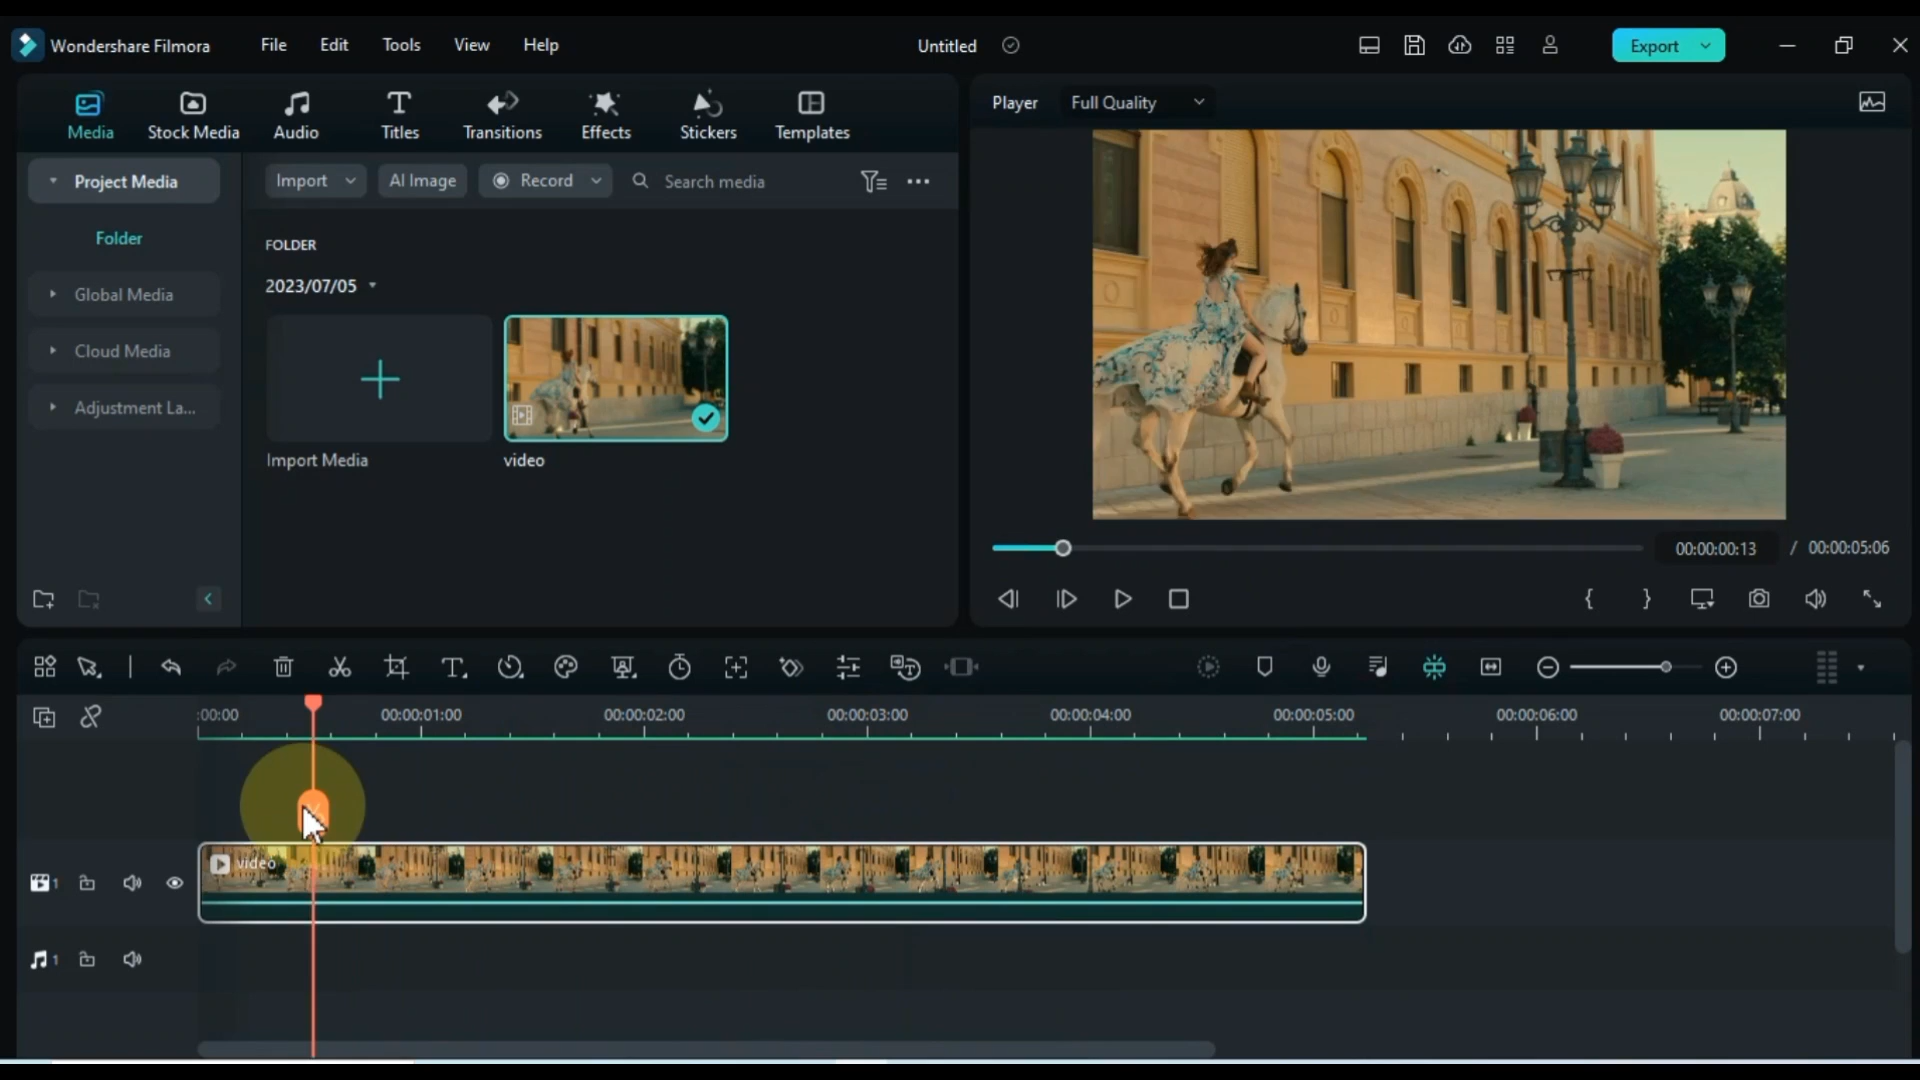 Wondershare Filmora File Edit Tools View Help Untitled Export
Media Stock Media Audio Titles Transitions Effects Stickers Templates
Player Full Quality
Project Media
Import AI Image Record Search media
Folder
FOLDER
2023/07/05
Global Media
Cloud Media
Adjustment La...
Import Media video
00:00:00:13 / 00:00:05:06
:00:00 00:00:01:00 00:00:02:00 00:00:03:00 00:00:04:00 00:00:05:00 00:00:06:00 00:00:07:00
video
1
1